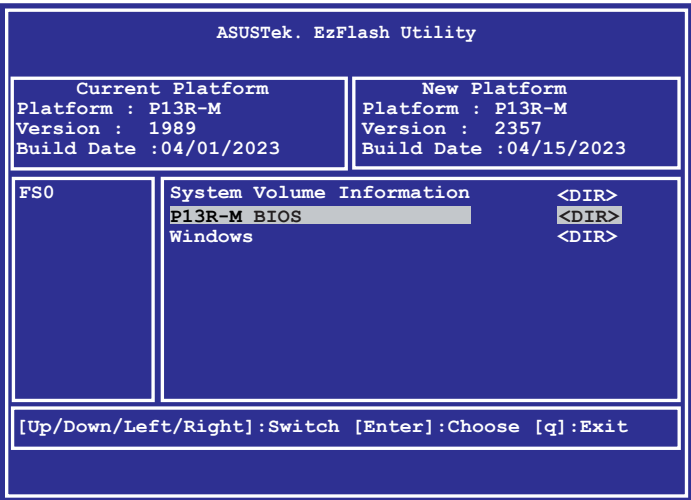 ASUSTek. EzFlash Utility
Current Platform
Platform : P13R-M
Version : 1989
Build Date :04/01/2023
New Platform
Platform : P13R-M
Version : 2357
Build Date :04/15/2023
FS0
System Volume Information <DIR>
P13R-M BIOS <DIR>
Windows <DIR>
[Up/Down/Left/Right]:Switch [Enter]:Choose [q]:Exit